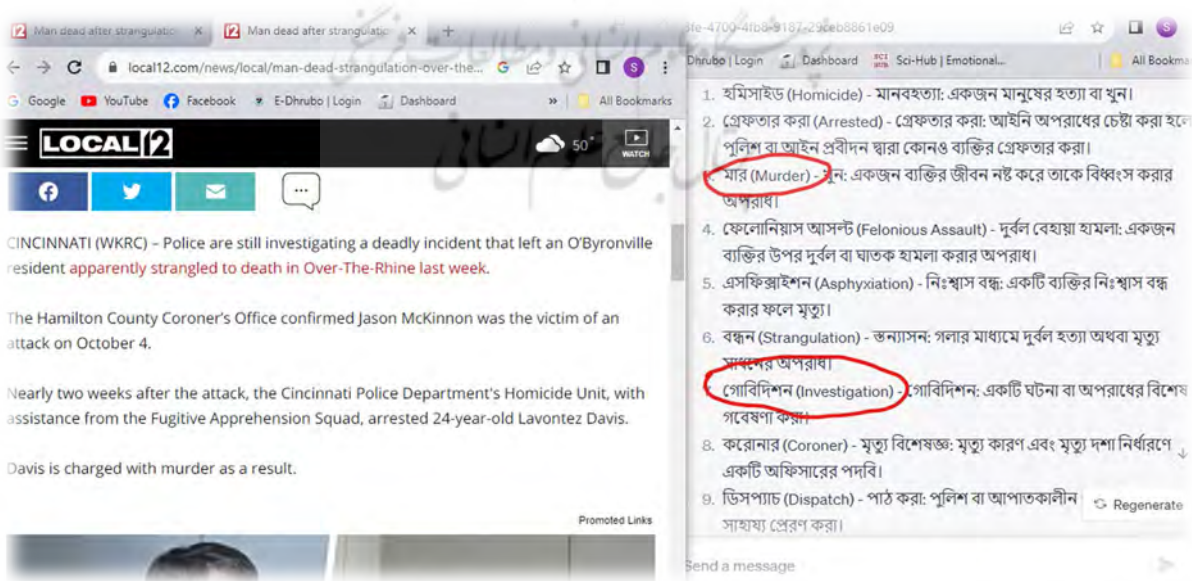 Man dead after strangulatio
Man dead after strangulatio
local12.com/news/local/man-dead-strangulation-over-the...
Google YouTube Facebook E-Dhrubo | Login Dashboard » All Bookmarks
LOCAL 12
50°
WATCH
CINCINNATI (WKRC) – Police are still investigating a deadly incident that left an O'Byronville
resident apparently strangled to death in Over-The-Rhine last week.
The Hamilton County Coroner's Office confirmed Jason McKinnon was the victim of an
attack on October 4.
Nearly two weeks after the attack, the Cincinnati Police Department's Homicide Unit, with
assistance from the Fugitive Apprehension Squad, arrested 24-year-old Lavontez Davis.
Davis is charged with murder as a result.
Promoted Links
3fe-4700-4fb8-9187-29ceb8861e09
S
Dhrubo | Login Dashboard Sci-Hub | Emotional... All Bookma
1. হমিসাইড (Homicide) - মানবহত্যা: একজন মানুষের হত্যা বা খুন।
2. গ্রেফতার করা (Arrested) - গ্রেফতার করা: আইনি অপরাধের চেষ্টা করা হলে
পুলিশ বা আইন প্রবীদন দ্বারা কোনও ব্যক্তির গ্রেফতার করা।
মার (Murder) - খুন: একজন ব্যক্তির জীবন নষ্ট করে তাকে বিধ্বংস করার
অপরাধ।
4. ফেলোনিয়াস আসল্ট (Felonious Assault) - দুর্বল বেহায়া হামলা: একজন
ব্যক্তির উপর দুর্বল বা ঘাতক হামলা করার অপরাধ।
5. এসফিক্সাইশন (Asphyxiation) - নিঃশ্বাস বন্ধ: একটি ব্যক্তির নিঃশ্বাস বন্ধ
করার ফলে মৃত্যু।
6. বন্ধন (Strangulation) - স্তন্যাসন: গলার মাধ্যমে দুর্বল হত্যা অথবা মৃত্যু
সাধনের অপরাধ।
গোবিদিশন (Investigation) - গোবিদিশন: একটি ঘটনা বা অপরাধের বিশেষ
গবেষণা করা।
8. করোনার (Coroner) - মৃত্যু বিশেষজ্ঞ: মৃত্যু কারণ এবং মৃত্যু দশা নির্ধারণে
একটি অফিসারের পদবি।
9. ডিসপ্যাচ (Dispatch) - পাঠ করা: পুলিশ বা আপাতকালীন
সাহায্য প্রেরণ করা।
Regenerate
Send a message